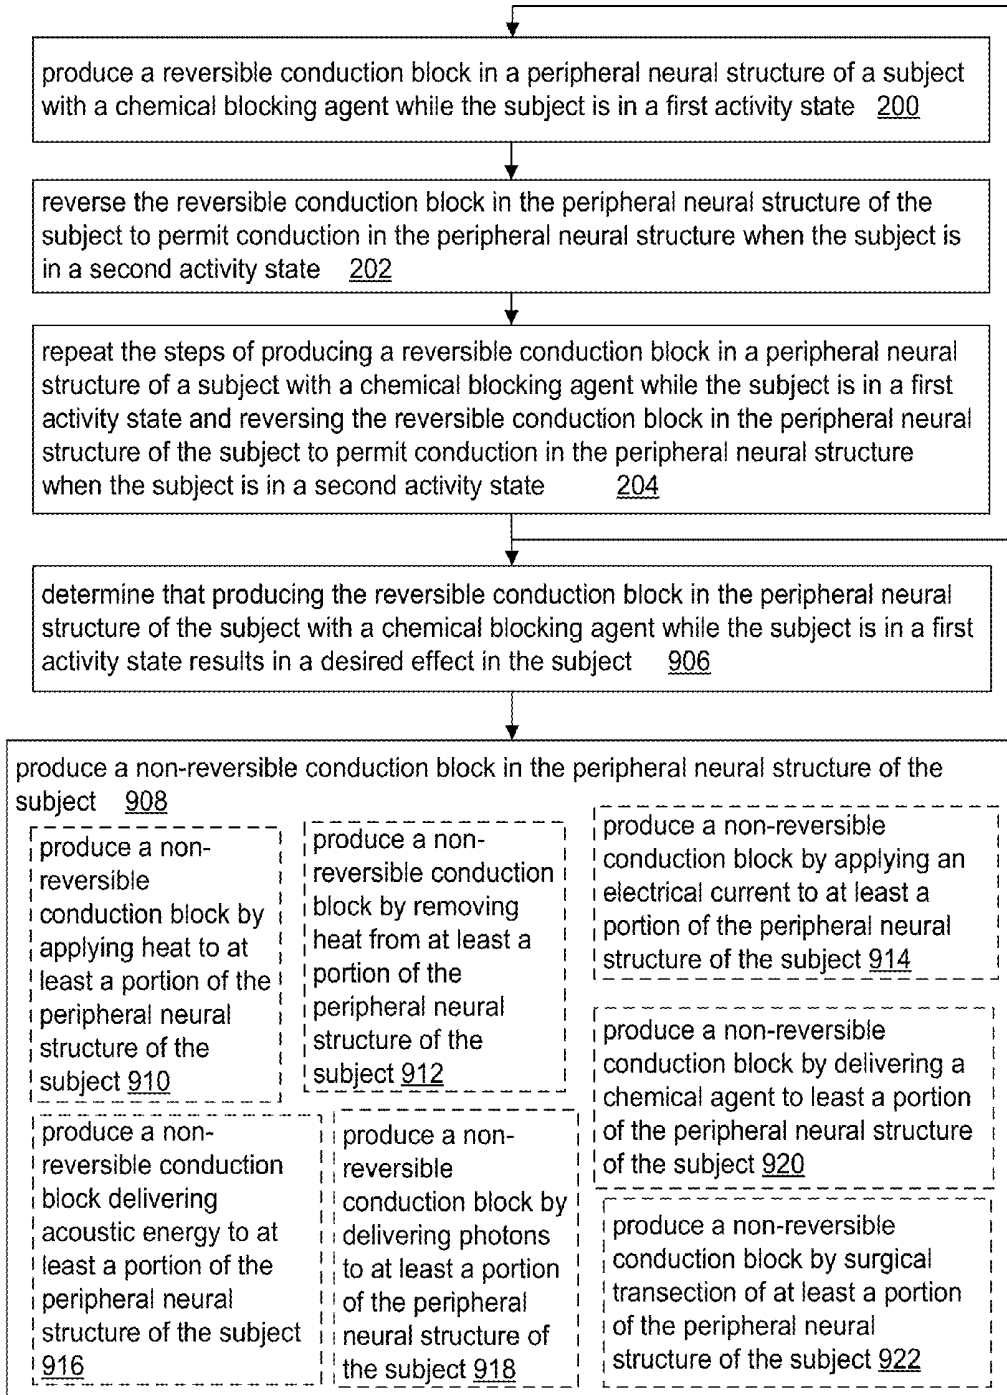 produce a reversible conduction block in a peripheral neural structure of a subject
with a chemical blocking agent while the subject is in a first activity state 200
reverse the reversible conduction block in the peripheral neural structure of the
subject to permit conduction in the peripheral neural structure when the subject is
in a second activity state 202
repeat the steps of producing a reversible conduction block in a peripheral neural
structure of a subject with a chemical blocking agent while the subject is in a first
activity state and reversing the reversible conduction block in the peripheral neural
structure of the subject to permit conduction in the peripheral neural structure
when the subject is in a second activity state 204
determine that producing the reversible conduction block in the peripheral neural
structure of the subject with a chemical blocking agent while the subject is in a first
activity state results in a desired effect in the subject 906
produce a non-reversible conduction block in the peripheral neural structure of the
subject 908
produce a non-
reversible
conduction block by
applying heat to at
least a portion of the
peripheral neural
structure of the
subject 910
produce a non-
reversible conduction
block by removing
heat from at least a
portion of the
peripheral neural
structure of the
subject 912
produce a non-reversible
conduction block by applying an
electrical current to at least a
portion of the peripheral neural
structure of the subject 914
produce a non-
reversible conduction
block delivering
acoustic energy to at
least a portion of the
peripheral neural
structure of the subject
916
produce a non-
reversible
conduction block by
delivering photons
to at least a portion
of the peripheral
neural structure of
the subject 918
produce a non-reversible
conduction block by delivering a
chemical agent to least a portion
of the peripheral neural structure
of the subject 920
produce a non-reversible
conduction block by surgical
transection of at least a portion
of the peripheral neural
structure of the subject 922